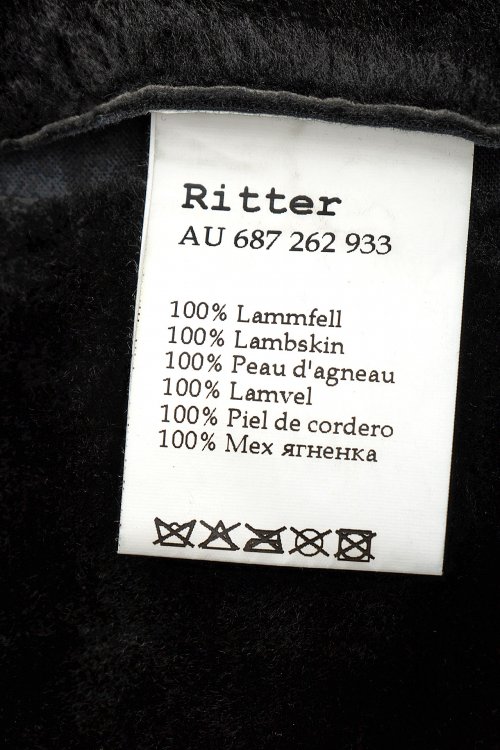 Ritter
AU 687 262 933
100% Lammfell
100% Lambskin
100% Peau d'agneau
100% Lamvel
100% Piel de cordero
100% Мех ягненка